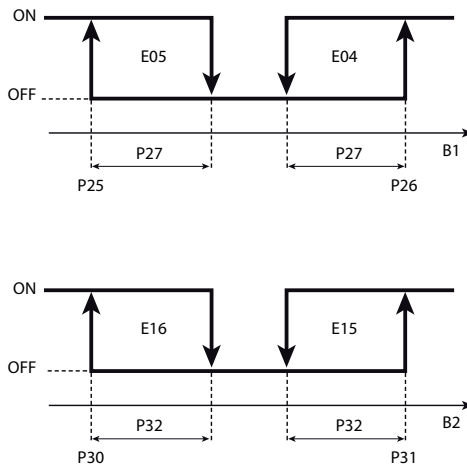 ON
E05 E04
OFF
B1
P27 P27
P25 P26
ON
E16 E15
OFF
B2
P32 P32
P30 P31